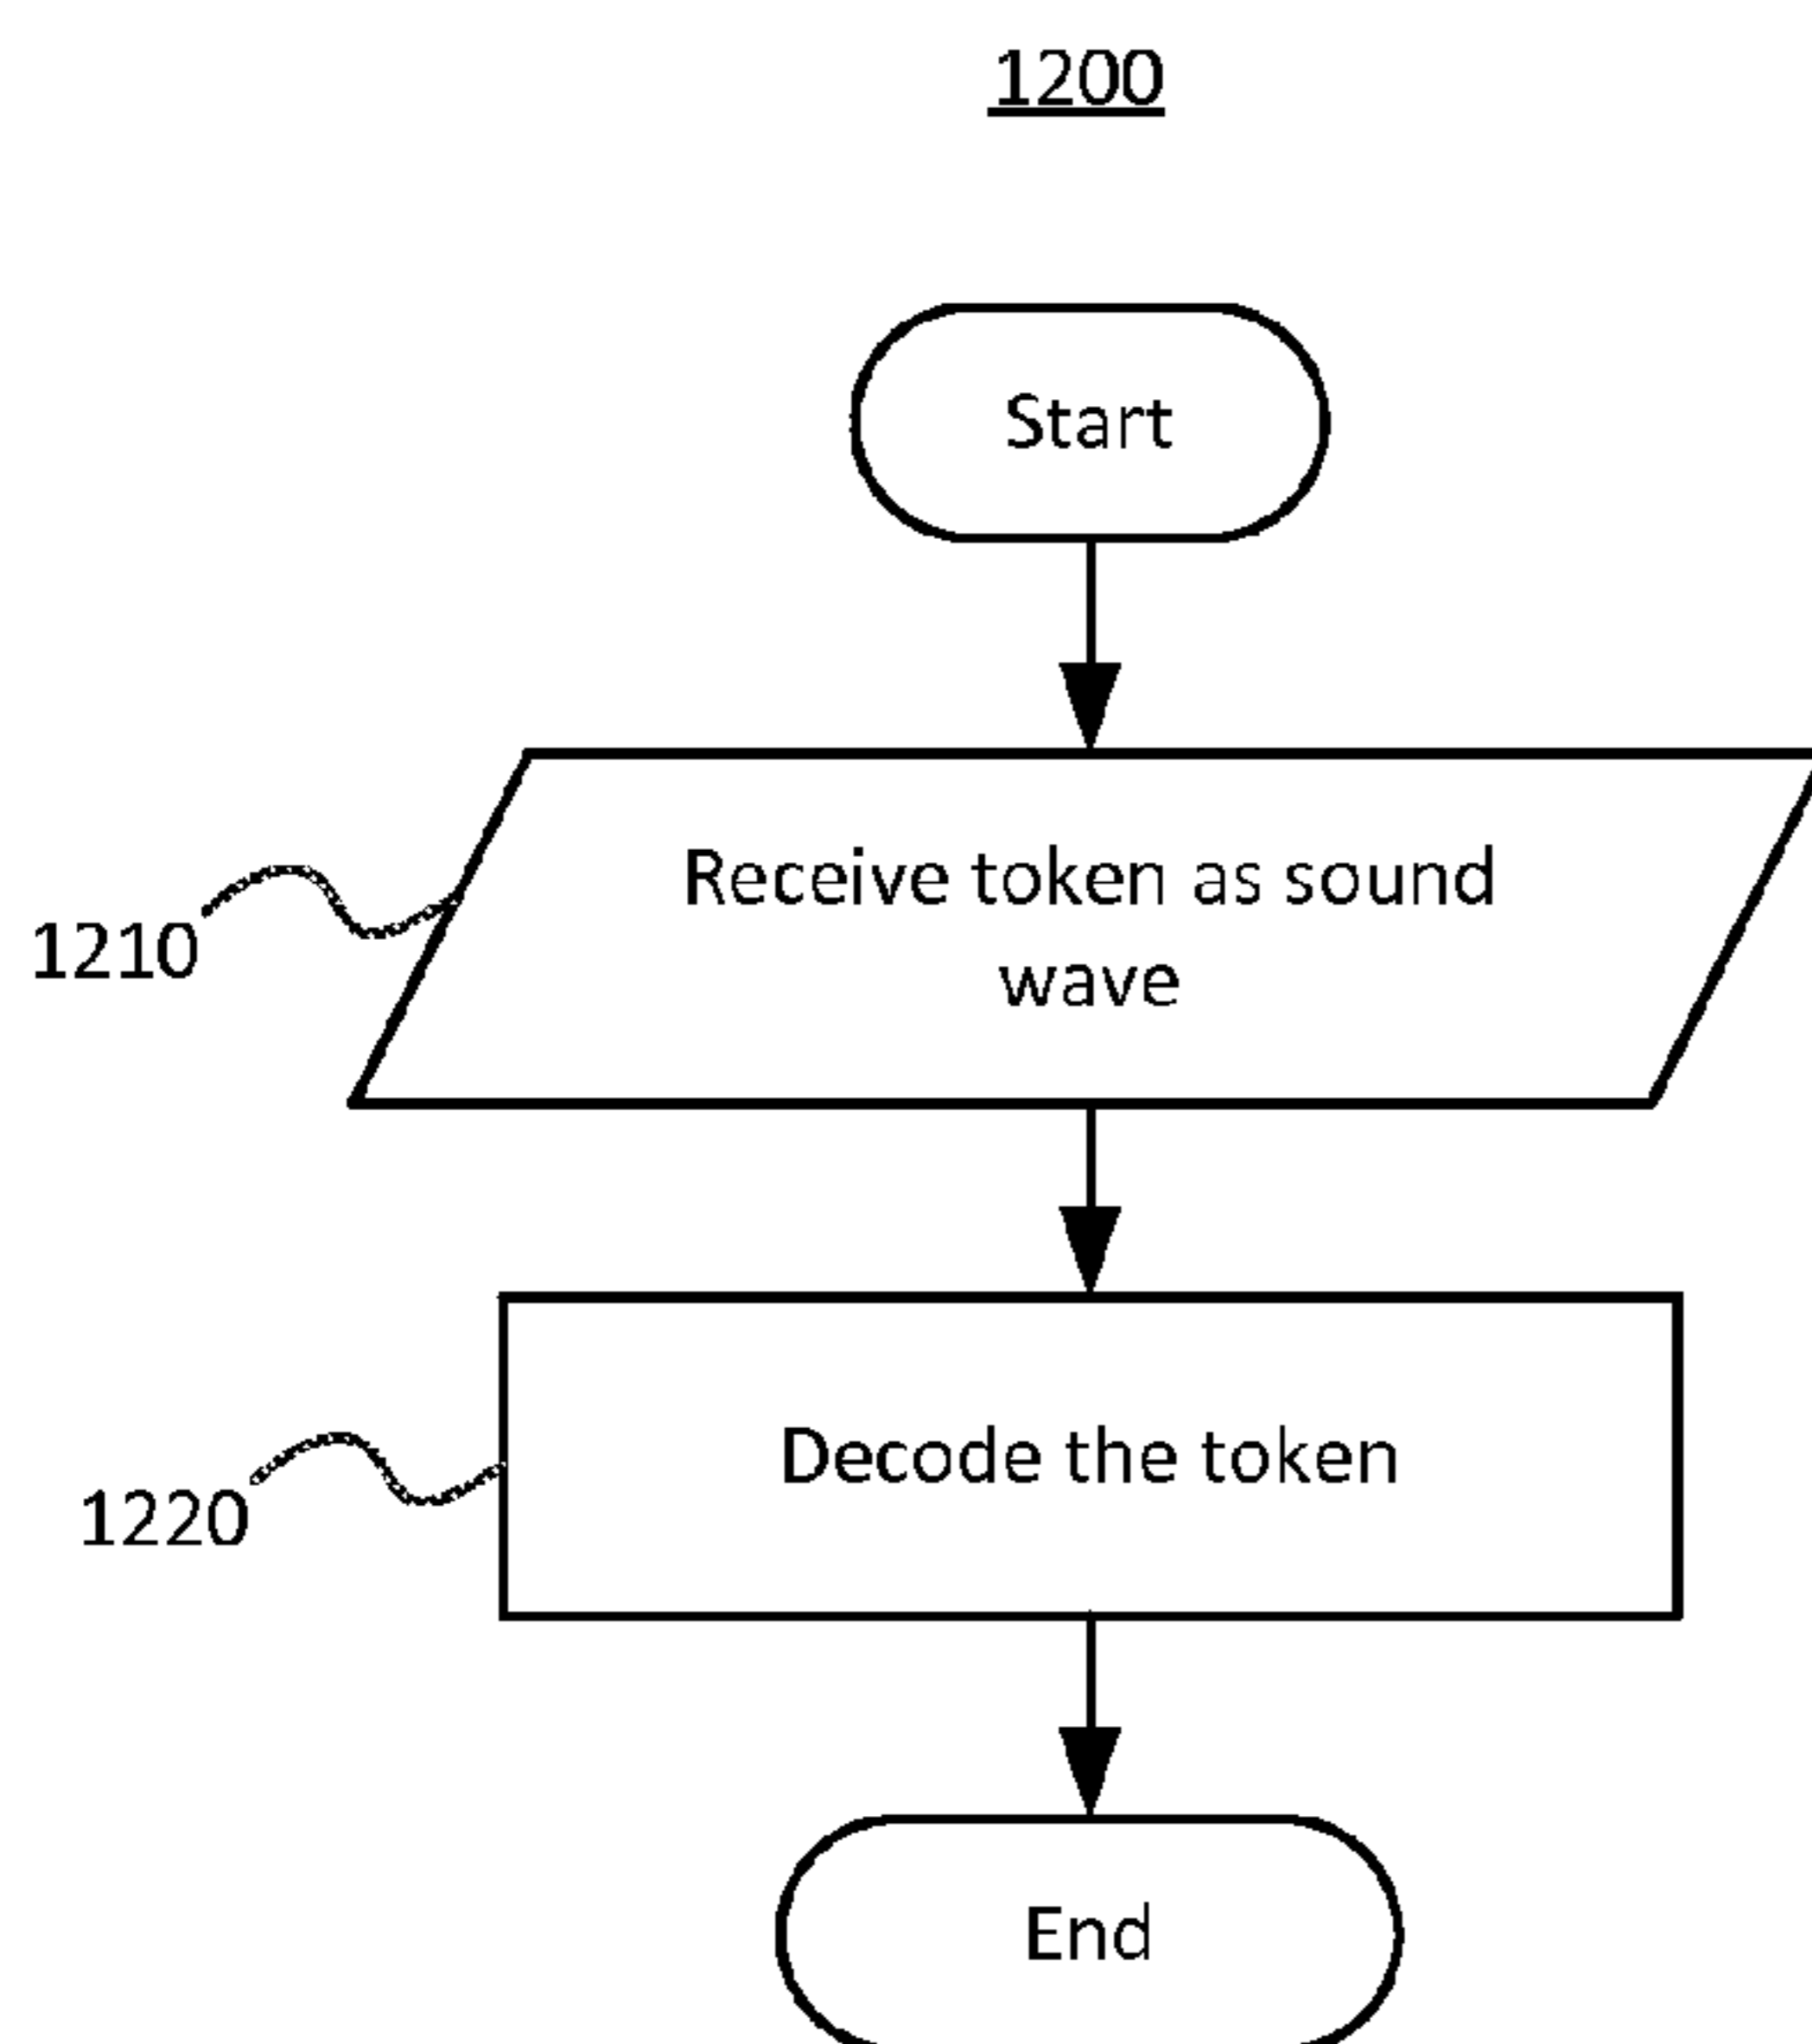 1200
Start
Receive token as sound
wave
1210
Decode the token
1220
End